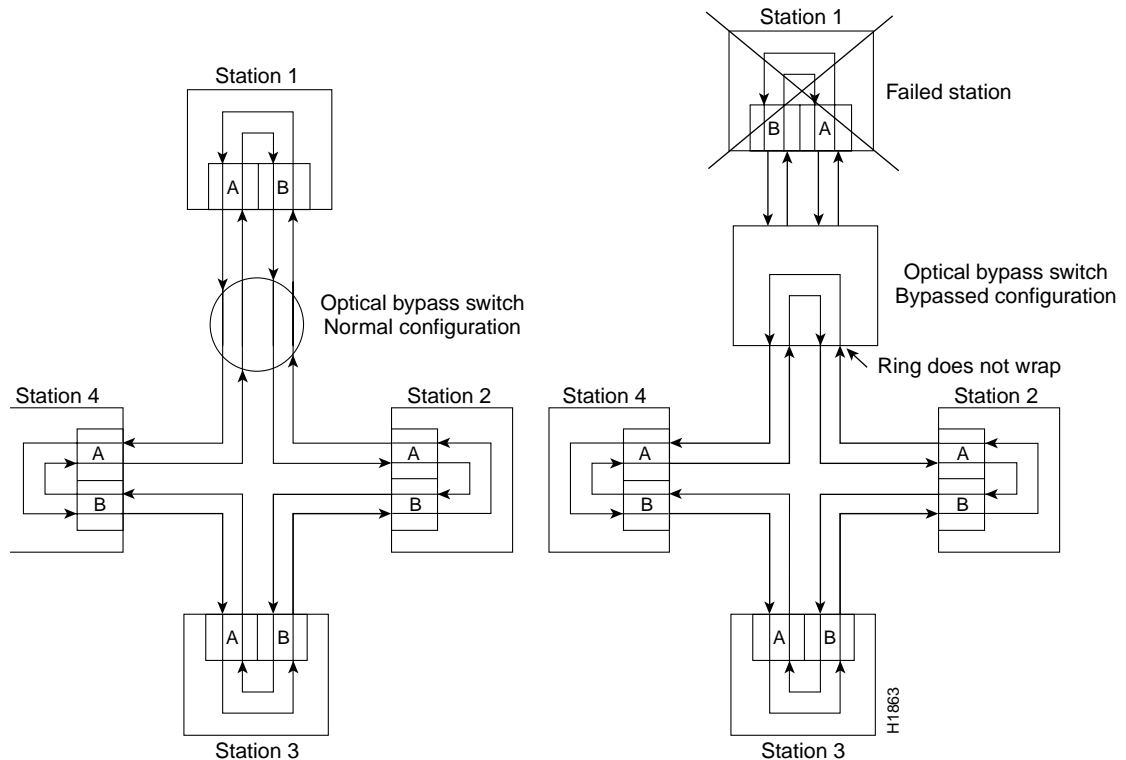 Station 1
A B
Optical bypass switch
Normal configuration
Station 4
A
B
Station 2
A
B
A B
Station 3
Station 1
Failed station
B A
Optical bypass switch
Bypassed configuration
Ring does not wrap
Station 4
A
B
Station 2
A
B
A B
Station 3
H1863